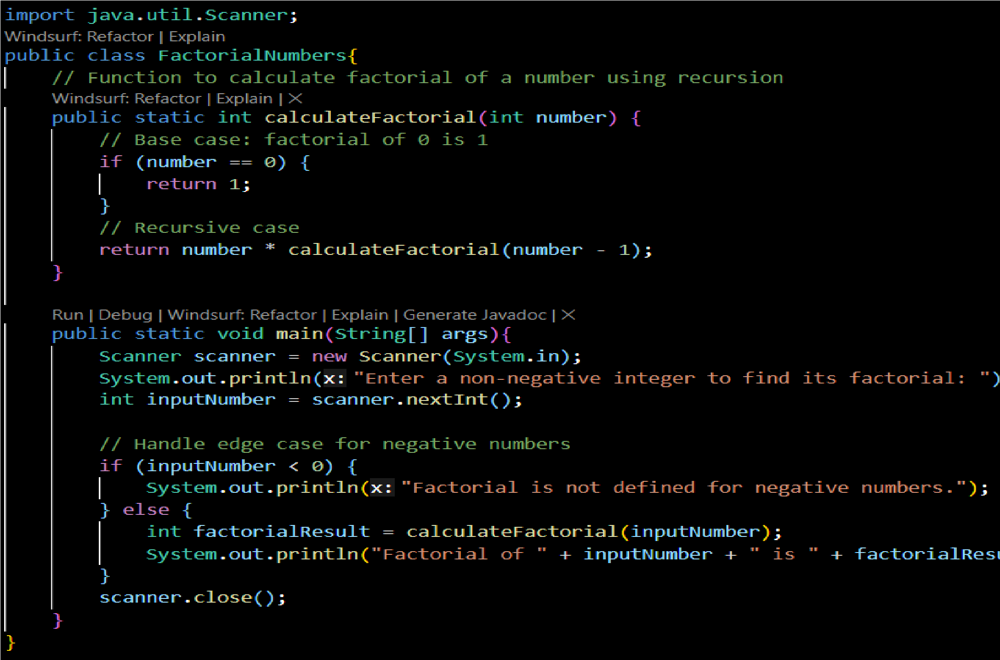 import java.util.Scanner;
Windsurf: Refactor | Explain
public class FactorialNumbers{
    // Function to calculate factorial of a number using recursion
    Windsurf: Refactor | Explain | ×
    public static int calculateFactorial(int number) {
        // Base case: factorial of 0 is 1
        if (number == 0) {
            return 1;
        }
        // Recursive case
        return number * calculateFactorial(number - 1);
    }
    Run | Debug | Windsurf: Refactor | Explain | Generate Javadoc | ×
    public static void main(String[] args){
        Scanner scanner = new Scanner(System.in);
        System.out.println(x: "Enter a non-negative integer to find its factorial: ")
        int inputNumber = scanner.nextInt();
        // Handle edge case for negative numbers
        if (inputNumber < 0) {
            System.out.println(x: "Factorial is not defined for negative numbers.");
        } else {
            int factorialResult = calculateFactorial(inputNumber);
            System.out.println("Factorial of " + inputNumber + " is " + factorialResu
        }
        scanner.close();
    }
}